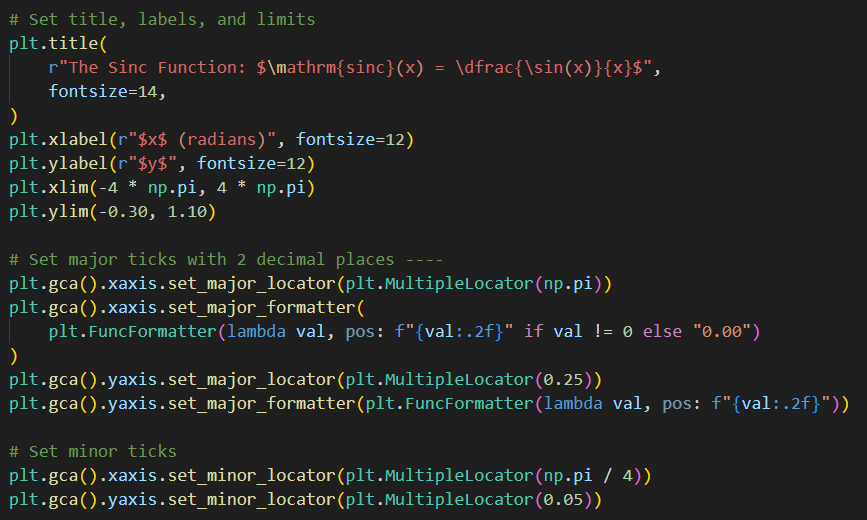 # Set title, labels, and limits
plt.title(
    r"The Sinc Function: $\mathrm{sinc}(x) = \dfrac{\sin(x)}{x}$",
    fontsize=14,
)
plt.xlabel(r"$x$ (radians)", fontsize=12)
plt.ylabel(r"$y$", fontsize=12)
plt.xlim(-4 * np.pi, 4 * np.pi)
plt.ylim(-0.30, 1.10)

# Set major ticks with 2 decimal places ----
plt.gca().xaxis.set_major_locator(plt.MultipleLocator(np.pi))
plt.gca().xaxis.set_major_formatter(
    plt.FuncFormatter(lambda val, pos: f"{val:.2f}" if val != 0 else "0.00")
)
plt.gca().yaxis.set_major_locator(plt.MultipleLocator(0.25))
plt.gca().yaxis.set_major_formatter(plt.FuncFormatter(lambda val, pos: f"{val:.2f}"))

# Set minor ticks
plt.gca().xaxis.set_minor_locator(plt.MultipleLocator(np.pi / 4))
plt.gca().yaxis.set_minor_locator(plt.MultipleLocator(0.05))